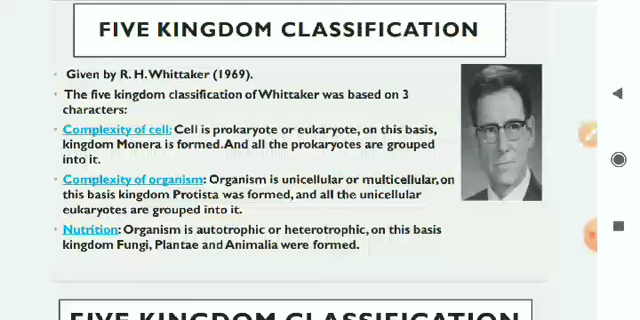 FIVE KINGDOM CLASSIFICATION
• Given by R. H. Whittaker (1969).
• The five kingdom classification of Whittaker was based on 3
characters:
• Complexity of cell: Cell is prokaryote or eukaryote, on this basis,
kingdom Monera is formed. And all the prokaryotes are grouped
into it.
• Complexity of organism: Organism is unicellular or multicellular, on
this basis kingdom Protista was formed, and all the unicellular
eukaryotes are grouped into it.
• Nutrition: Organism is autotrophic or heterotrophic, on this basis
kingdom Fungi, Plantae and Animalia were formed.
FIVE KINGDOM CLASSIFICATION